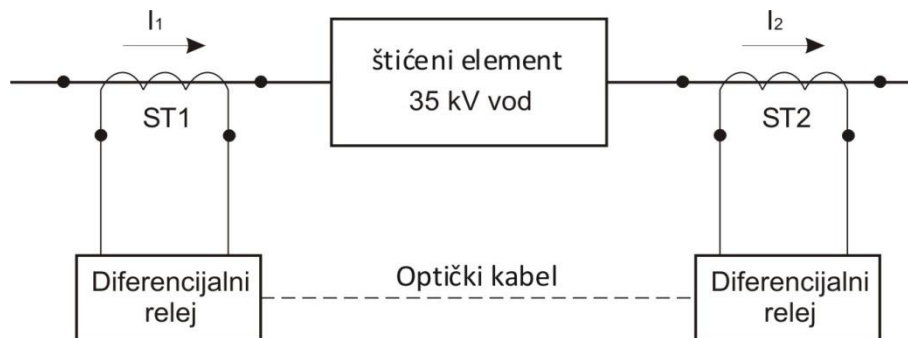 I₁
I₂
štićeni element
35 kV vod
ST1
ST2
Diferencijalni
relej
Optički kabel
Diferencijalni
relej